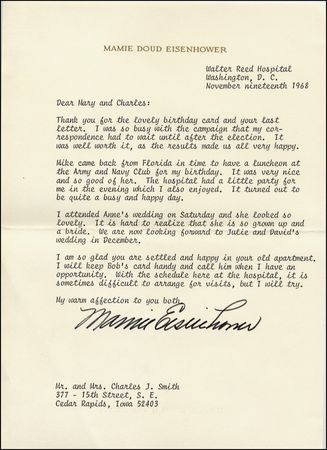 MAMIE DOUD EISENHOWER
Walter Reed Hospital
Washington, D. C.
November nineteenth 1968
Dear Mary and Charles:
Thank you for the lovely birthday card and your last
letter. I was so busy with the campaign that my cor-
respondence had to wait until after the election. It
was well worth it, as the results made us all very happy.
Mike came back from Florida in time to have a luncheon at
the Army and Navy Club for my birthday. It was very nice
and so good of her. The hospital had a little party for
me in the evening which I also enjoyed. It turned out to
be quite a busy and happy day.
I attended Anne's wedding on Saturday and she looked so
lovely. It is hard to realize that she is so grown up and
a bride. We are now looking forward to Julie and David's
wedding in December.
I am so glad you are settled and happy in your old apartment.
I will keep Bob's card handy and call him when I have an
opportunity. With the schedule here at the hospital, it is
sometimes difficult to arrange for visits, but I will try.
My warm affection to you both,
Mamie Eisenhower
Mr. and Mrs. Charles J. Smith
377 - 15th Street, S. E.
Cedar Rapids, Iowa 52403